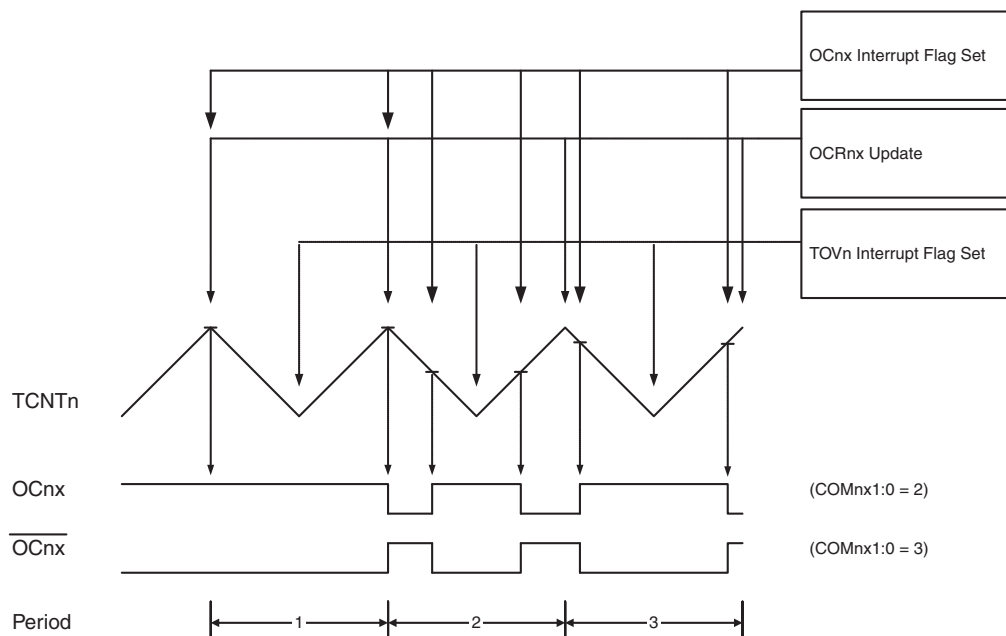 OCnx Interrupt Flag Set
OCRnx Update
TOVn Interrupt Flag Set
TCNTn
OCnx
(COMnx1:0 = 2)
OCnx
(COMnx1:0 = 3)
Period
1
2
3